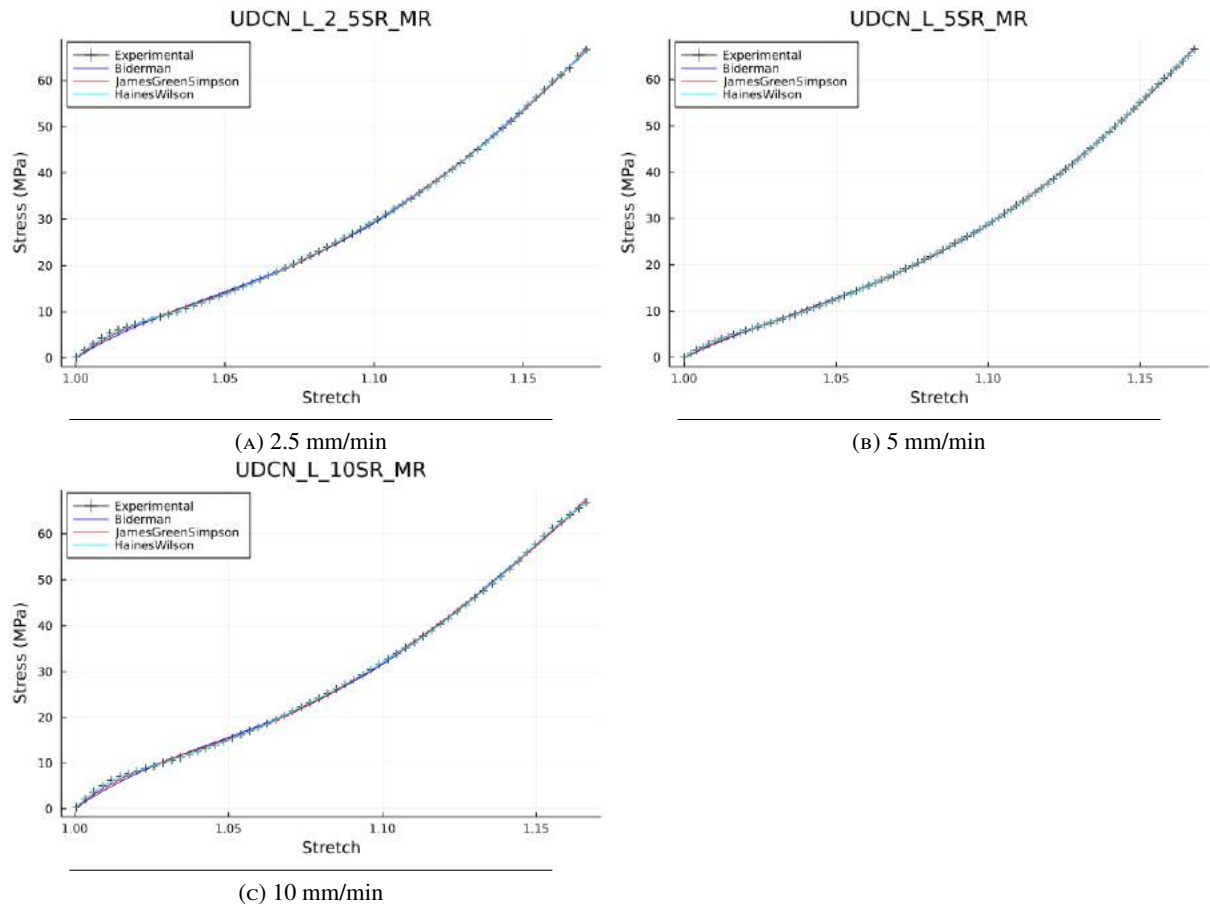 UDCN_L_2_5SR_MR
Experimental
Biderman
JamesGreenSimpson
HainesWilson
Stress (MPa)
60
50
40
30
20
10
0
1.00 1.05 1.10 1.15
Stretch
(A) 2.5 mm/min
UDCN_L_5SR_MR
Experimental
Biderman
JamesGreenSimpson
HainesWilson
Stress (MPa)
60
50
40
30
20
10
0
1.00 1.05 1.10 1.15
Stretch
(B) 5 mm/min
UDCN_L_10SR_MR
Experimental
Biderman
JamesGreenSimpson
HainesWilson
Stress (MPa)
60
50
40
30
20
10
0
1.00 1.05 1.10 1.15
Stretch
(C) 10 mm/min